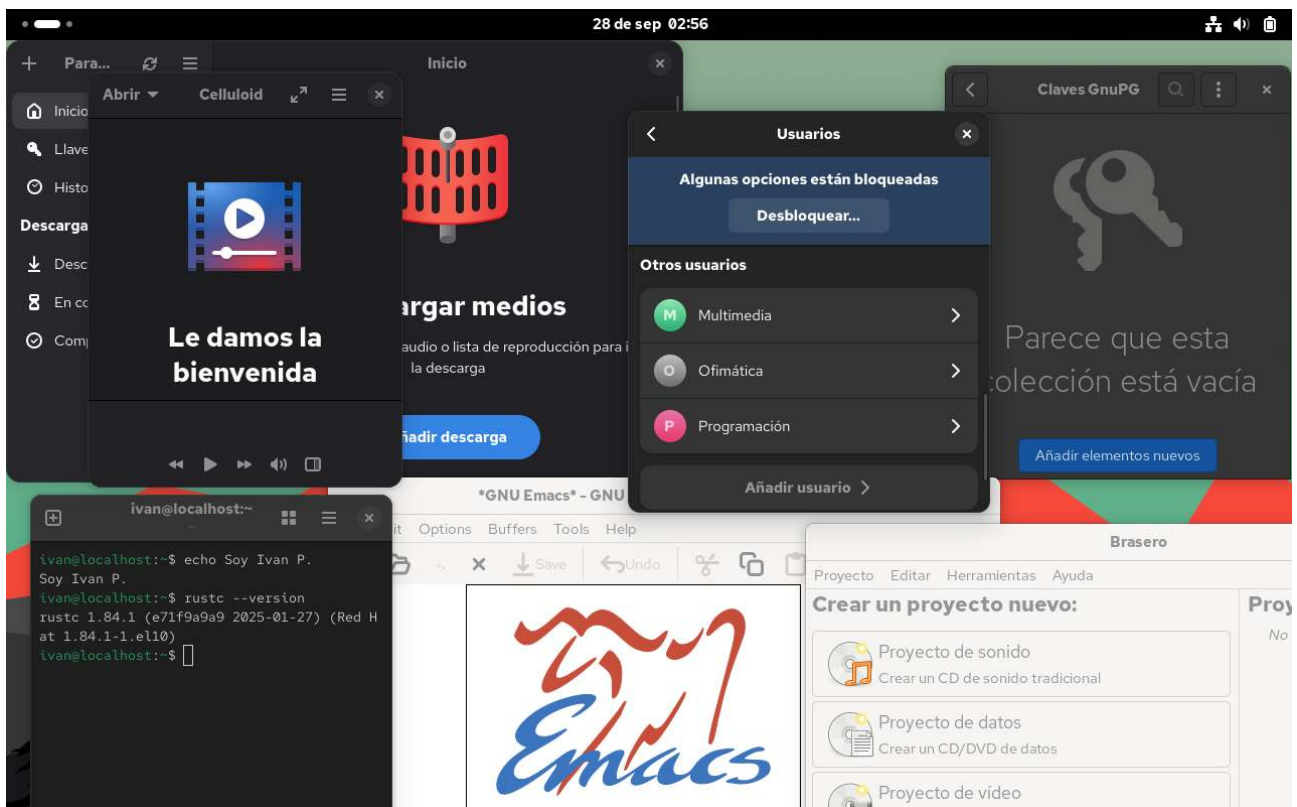 28 de sep 02:56
Para...
Inicio
Inicio
Llave
Histo
Descarga
Desc
En co
Comp
Abrir
Celluloid
Le damos la
bienvenida
argar medios
audio o lista de reproducción para i
la descarga
ñadir descarga
Usuarios
Algunas opciones están bloqueadas
Desbloquear...
Otros usuarios
M Multimedia
O Ofimática
P Programación
Añadir usuario
Claves GnuPG
Parece que esta
colección está vacía
Añadir elementos nuevos
ivan@localhost:~
ivan@localhost:~$ echo Soy Ivan P.
Soy Ivan P.
ivan@localhost:~$ rustc --version
rustc 1.84.1 (e71f9a9a9 2025-01-27) (Red H
at 1.84.1-1.el10)
ivan@localhost:~$
*GNU Emacs* - GNU
it Options Buffers Tools Help
Save Undo
Emacs
Brasero
Proyecto Editar Herramientas Ayuda
Crear un proyecto nuevo:
Proyecto de sonido
Crear un CD de sonido tradicional
Proyecto de datos
Crear un CD/DVD de datos
Proyecto de vídeo
Proy
No